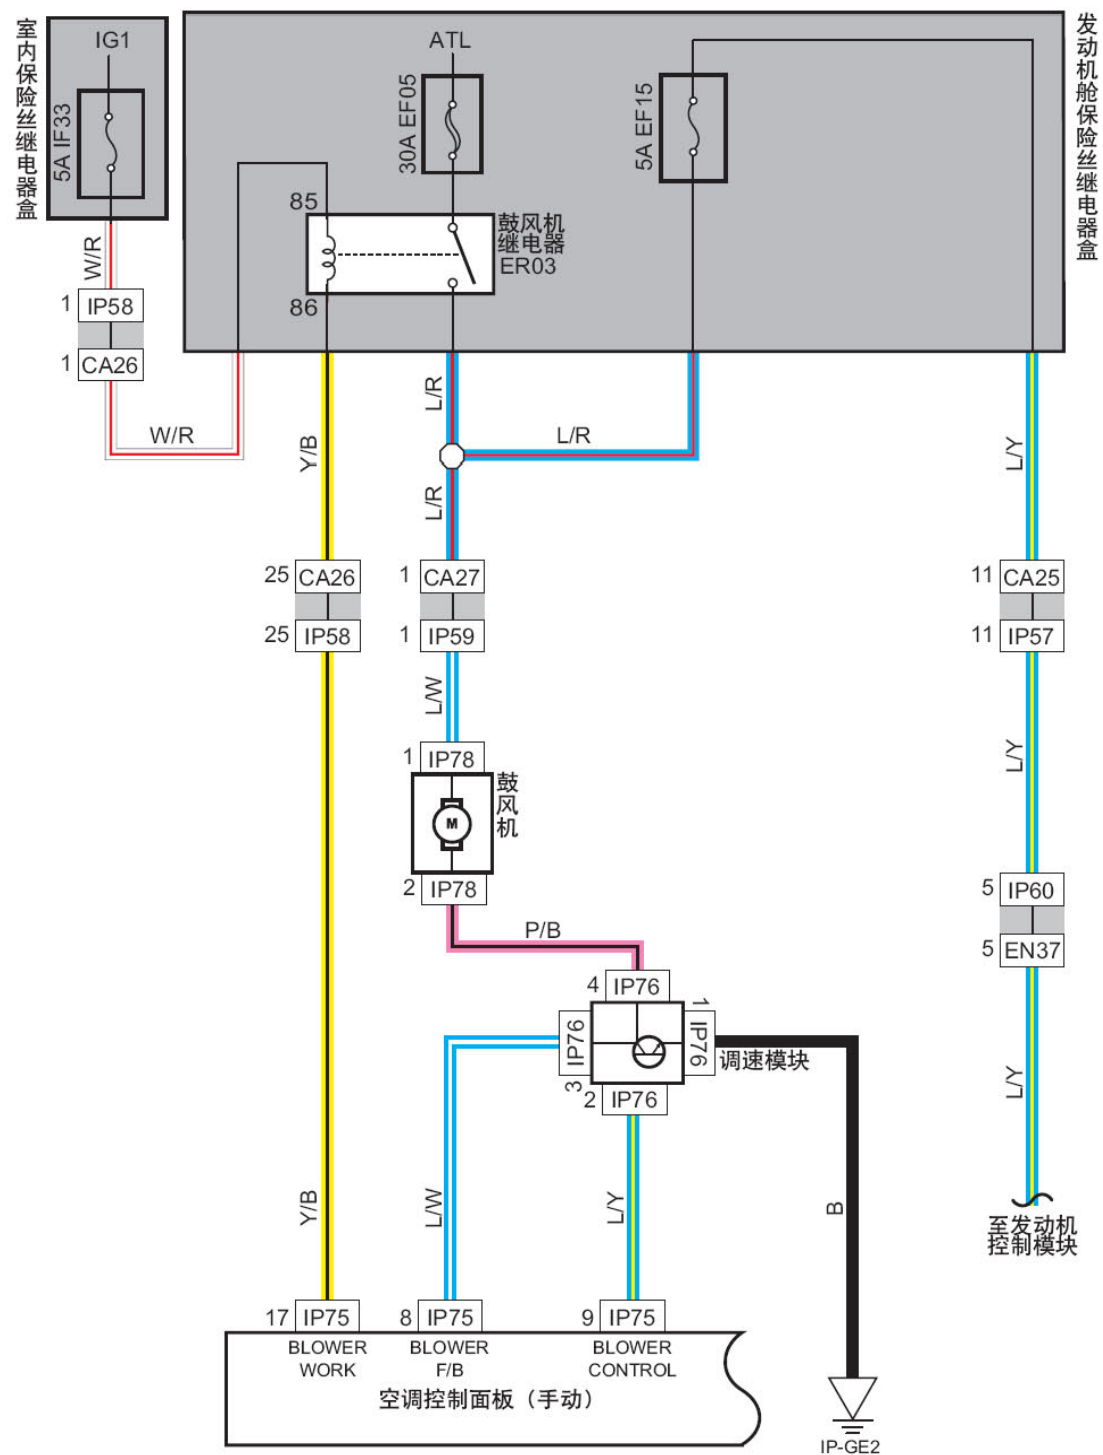 室内保险丝继电器盒
IG1
5A IF33
W/R
1 IP58
1 CA26
W/R
发动机舱保险丝继电器盒
ATL
30A EF05
5A EF15
85
86
鼓风机
继电器
ER03
Y/B
L/R
L/R
L/R
L/Y
25 CA26
25 IP58
1 CA27
1 IP59
11 CA25
11 IP57
L/W
L/Y
1 IP78
鼓风机
M
2 IP78
5 IP60
5 EN37
P/B
4 IP76
3 IP76
1 IP76
调速模块
2 IP76
L/Y
Y/B
L/W
L/Y
B
至发动机
控制模块
17 IP75
8 IP75
9 IP75
BLOWER
WORK
BLOWER
F/B
BLOWER
CONTROL
空调控制面板（手动）
IP-GE2